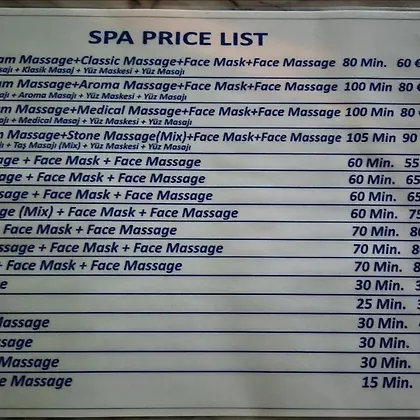 SPA PRICE LIST
am Massage+Classic Massage+Face Mask+Face Massage 80 Min. 60 €
ajı + Klasik Masaj + Yüz Maskesi + Yüz Masajı
am Massage+Aroma Massage+Face Mask+Face Massage 100 Min 80
ajı + Aroma Masajı + Yüz Maskesi + Yüz Masajı
am Massage+Medical Massage+Face Mask+Face Massage 100 Min 80
ajı + Medical Masaj + Yüz Maskesi + Yüz Masajı
Massage+Stone Massage(Mix)+Face Mask+Face Massage 105 Min 90
+ Taş Masajı (Mix) + Yüz Maskesi + Yüz Masajı
age + Face Mask + Face Massage 60 Min. 55
age + Face Mask + Face Massage 60 Min. 65
sage + Face Mask + Face Massage 60 Min. 65
ge (Mix) + Face Mask + Face Massage 60 Min. 75
Face Mask + Face Massage 70 Min. 80
ssage + Face Mask + Face Massage 70 Min. 80
+ Face Mask + Face Massage 70 Min.
ge 30 Min.
25 Min.
Massage 30 Min.
ssage 30 Min.
Massage 30 Min.
e Massage 15 Min.